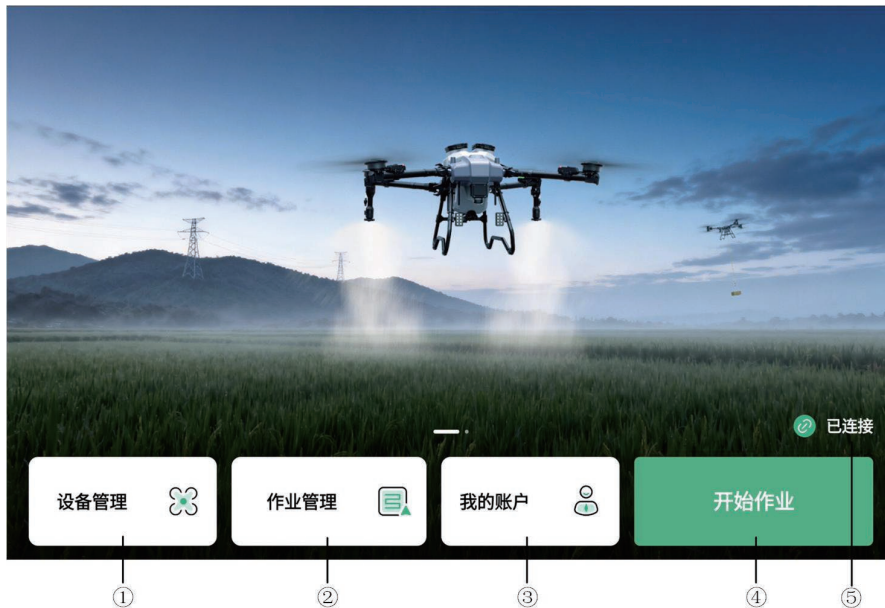 已连接
设备管理
作业管理
我的账户
开始作业
① ② ③ ④ ⑤